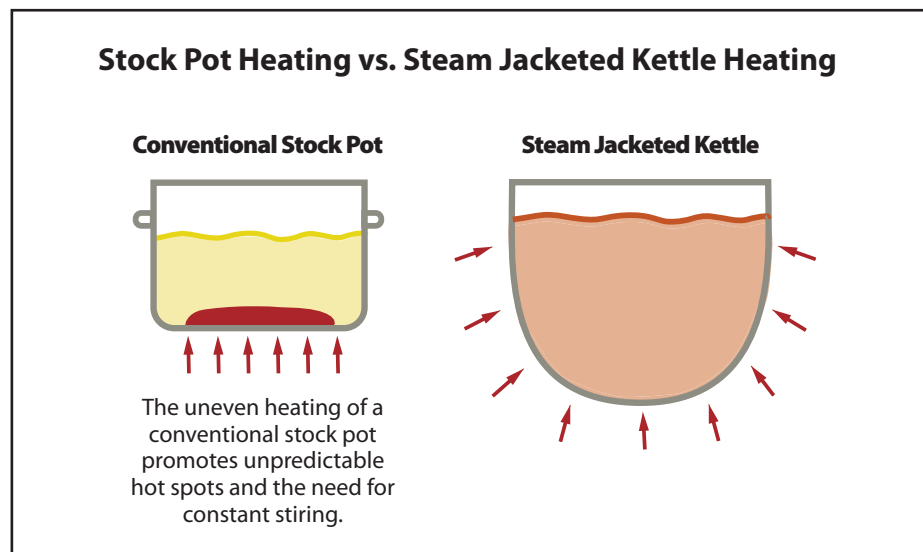 Stock Pot Heating vs. Steam Jacketed Kettle Heating
Conventional Stock Pot
Steam Jacketed Kettle
The uneven heating of a
conventional stock pot
promotes unpredictable
hot spots and the need for
constant stiring.